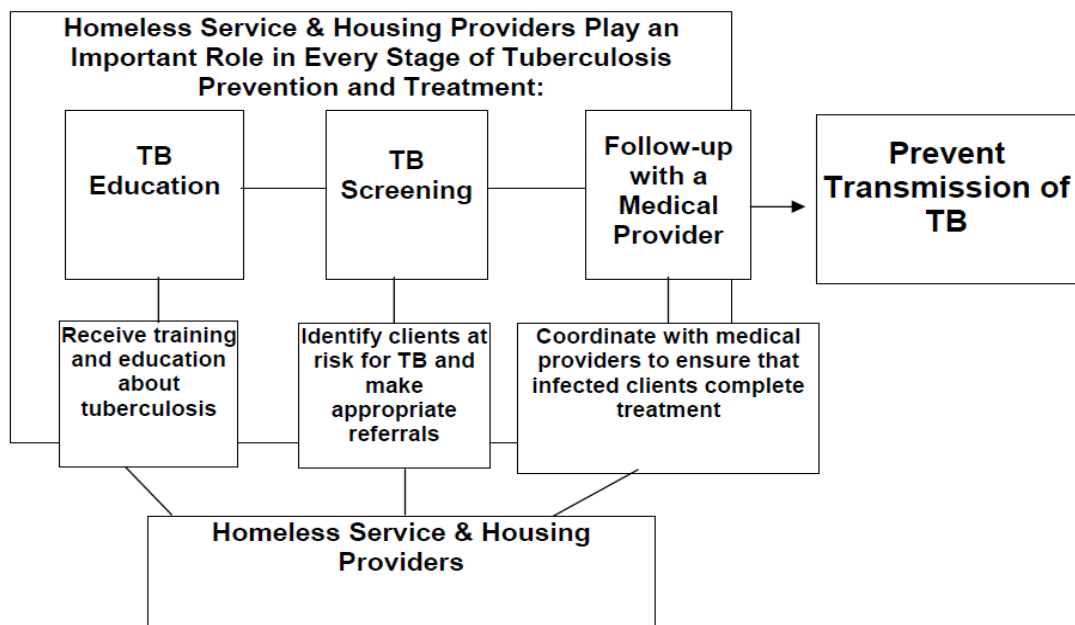 Homeless Service & Housing Providers Play an
Important Role in Every Stage of Tuberculosis
Prevention and Treatment:
TB
Education
TB
Screening
Follow-up
with a
Medical
Provider
Prevent
Transmission of
TB
Receive training
and education
about
tuberculosis
Identify clients at
risk for TB and
make
appropriate
referrals
Coordinate with medical
providers to ensure that
infected clients complete
treatment
Homeless Service & Housing
Providers